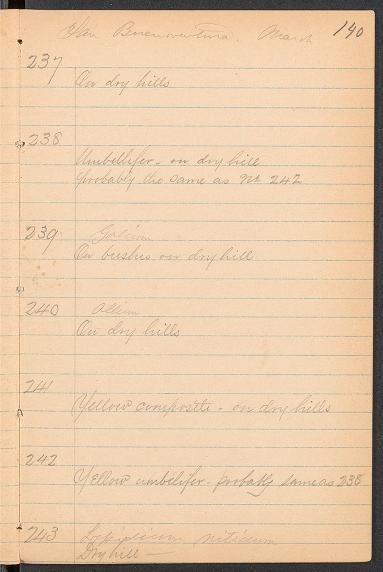 San Buenaventura. March 140
237
On dry hills
238
Umbellifer - on dry hill
probably the same as No. 242
239 Galium
On bushes on dry hill
240 Allium
On dry hills
241
Yellow composite - on dry hills
242
Yellow umbelifer - probably same as 238
243 Lepidium nitidum
Dry hill —